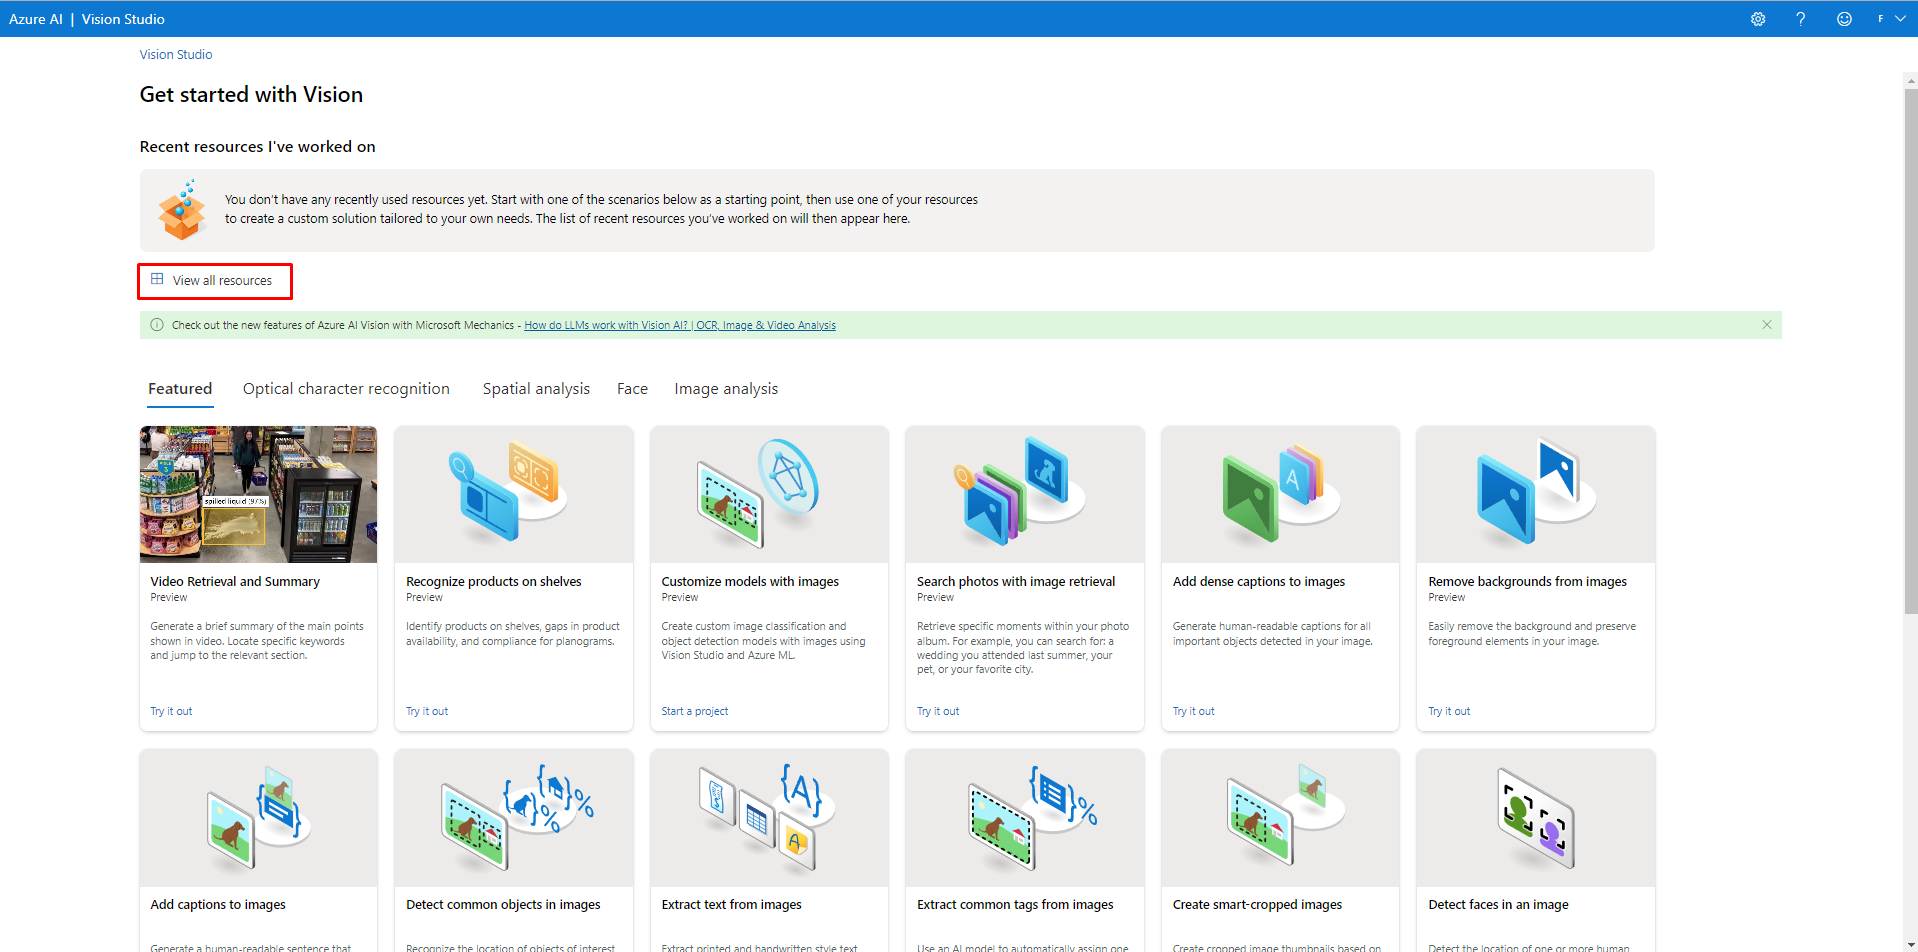 Azure AI | Vision Studio
F
Vision Studio
Get started with Vision
Recent resources I've worked on
You don't have any recently used resources yet. Start with one of the scenarios below as a starting point, then use one of your resources
to create a custom solution tailored to your own needs. The list of recent resources you've worked on will then appear here.
View all resources
Check out the new features of Azure AI Vision with Microsoft Mechanics - How do LLMs work with Vision AI? | OCR, Image & Video Analysis
Featured
Optical character recognition
Spatial analysis
Face
Image analysis
spilled liquid (97%)
Video Retrieval and Summary
Preview
Generate a brief summary of the main points
shown in video. Locate specific keywords
and jump to the relevant section.
Try it out
Recognize products on shelves
Preview
Identify products on shelves, gaps in product
availability, and compliance for planograms.
Try it out
Customize models with images
Preview
Create custom image classification and
object detection models with images using
Vision Studio and Azure ML.
Start a project
Search photos with image retrieval
Preview
Retrieve specific moments within your photo
album. For example, you can search for: a
wedding you attended last summer, your
pet, or your favorite city.
Try it out
A
Add dense captions to images
Generate human-readable captions for all
important objects detected in your image.
Try it out
Remove backgrounds from images
Preview
Easily remove the background and preserve
foreground elements in your image.
Try it out
Add captions to images
Generate a human-readable sentence that
{ } % { } %
Detect common objects in images
Recognize the location of objects of interest
{A}
A
Extract text from images
Extract printed and handwritten style text
{ } %
Extract common tags from images
Use an AI model to automatically assign one
Create smart-cropped images
Create cropped image thumbnails based on
Detect faces in an image
Detect the location of one or more human